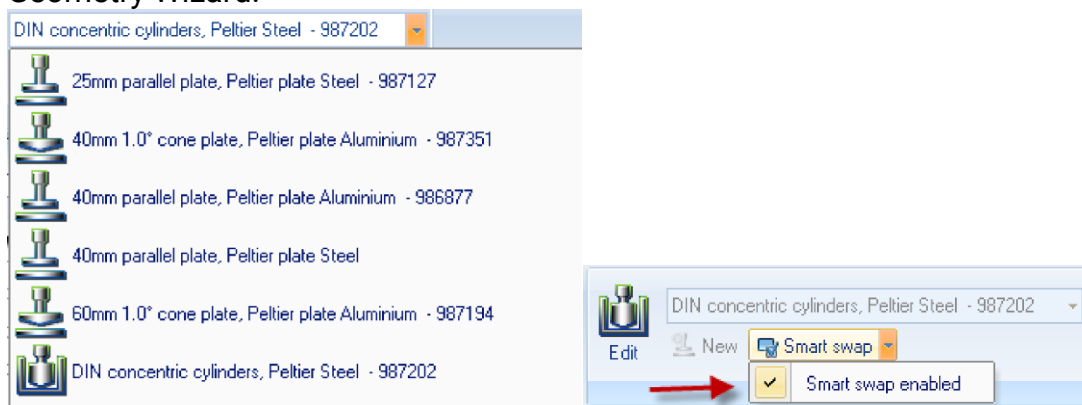 Geometry Wizard.
DIN concentric cylinders, Peltier Steel - 987202
25mm parallel plate, Peltier plate Steel - 987127
40mm 1.0° cone plate, Peltier plate Aluminium - 987351
40mm parallel plate, Peltier plate Aluminium - 986877
40mm parallel plate, Peltier plate Steel
60mm 1.0° cone plate, Peltier plate Aluminium - 987194
DIN concentric cylinders, Peltier Steel - 987202
DIN concentric cylinders, Peltier Steel - 987202
Edit
New Smart swap
Smart swap enabled